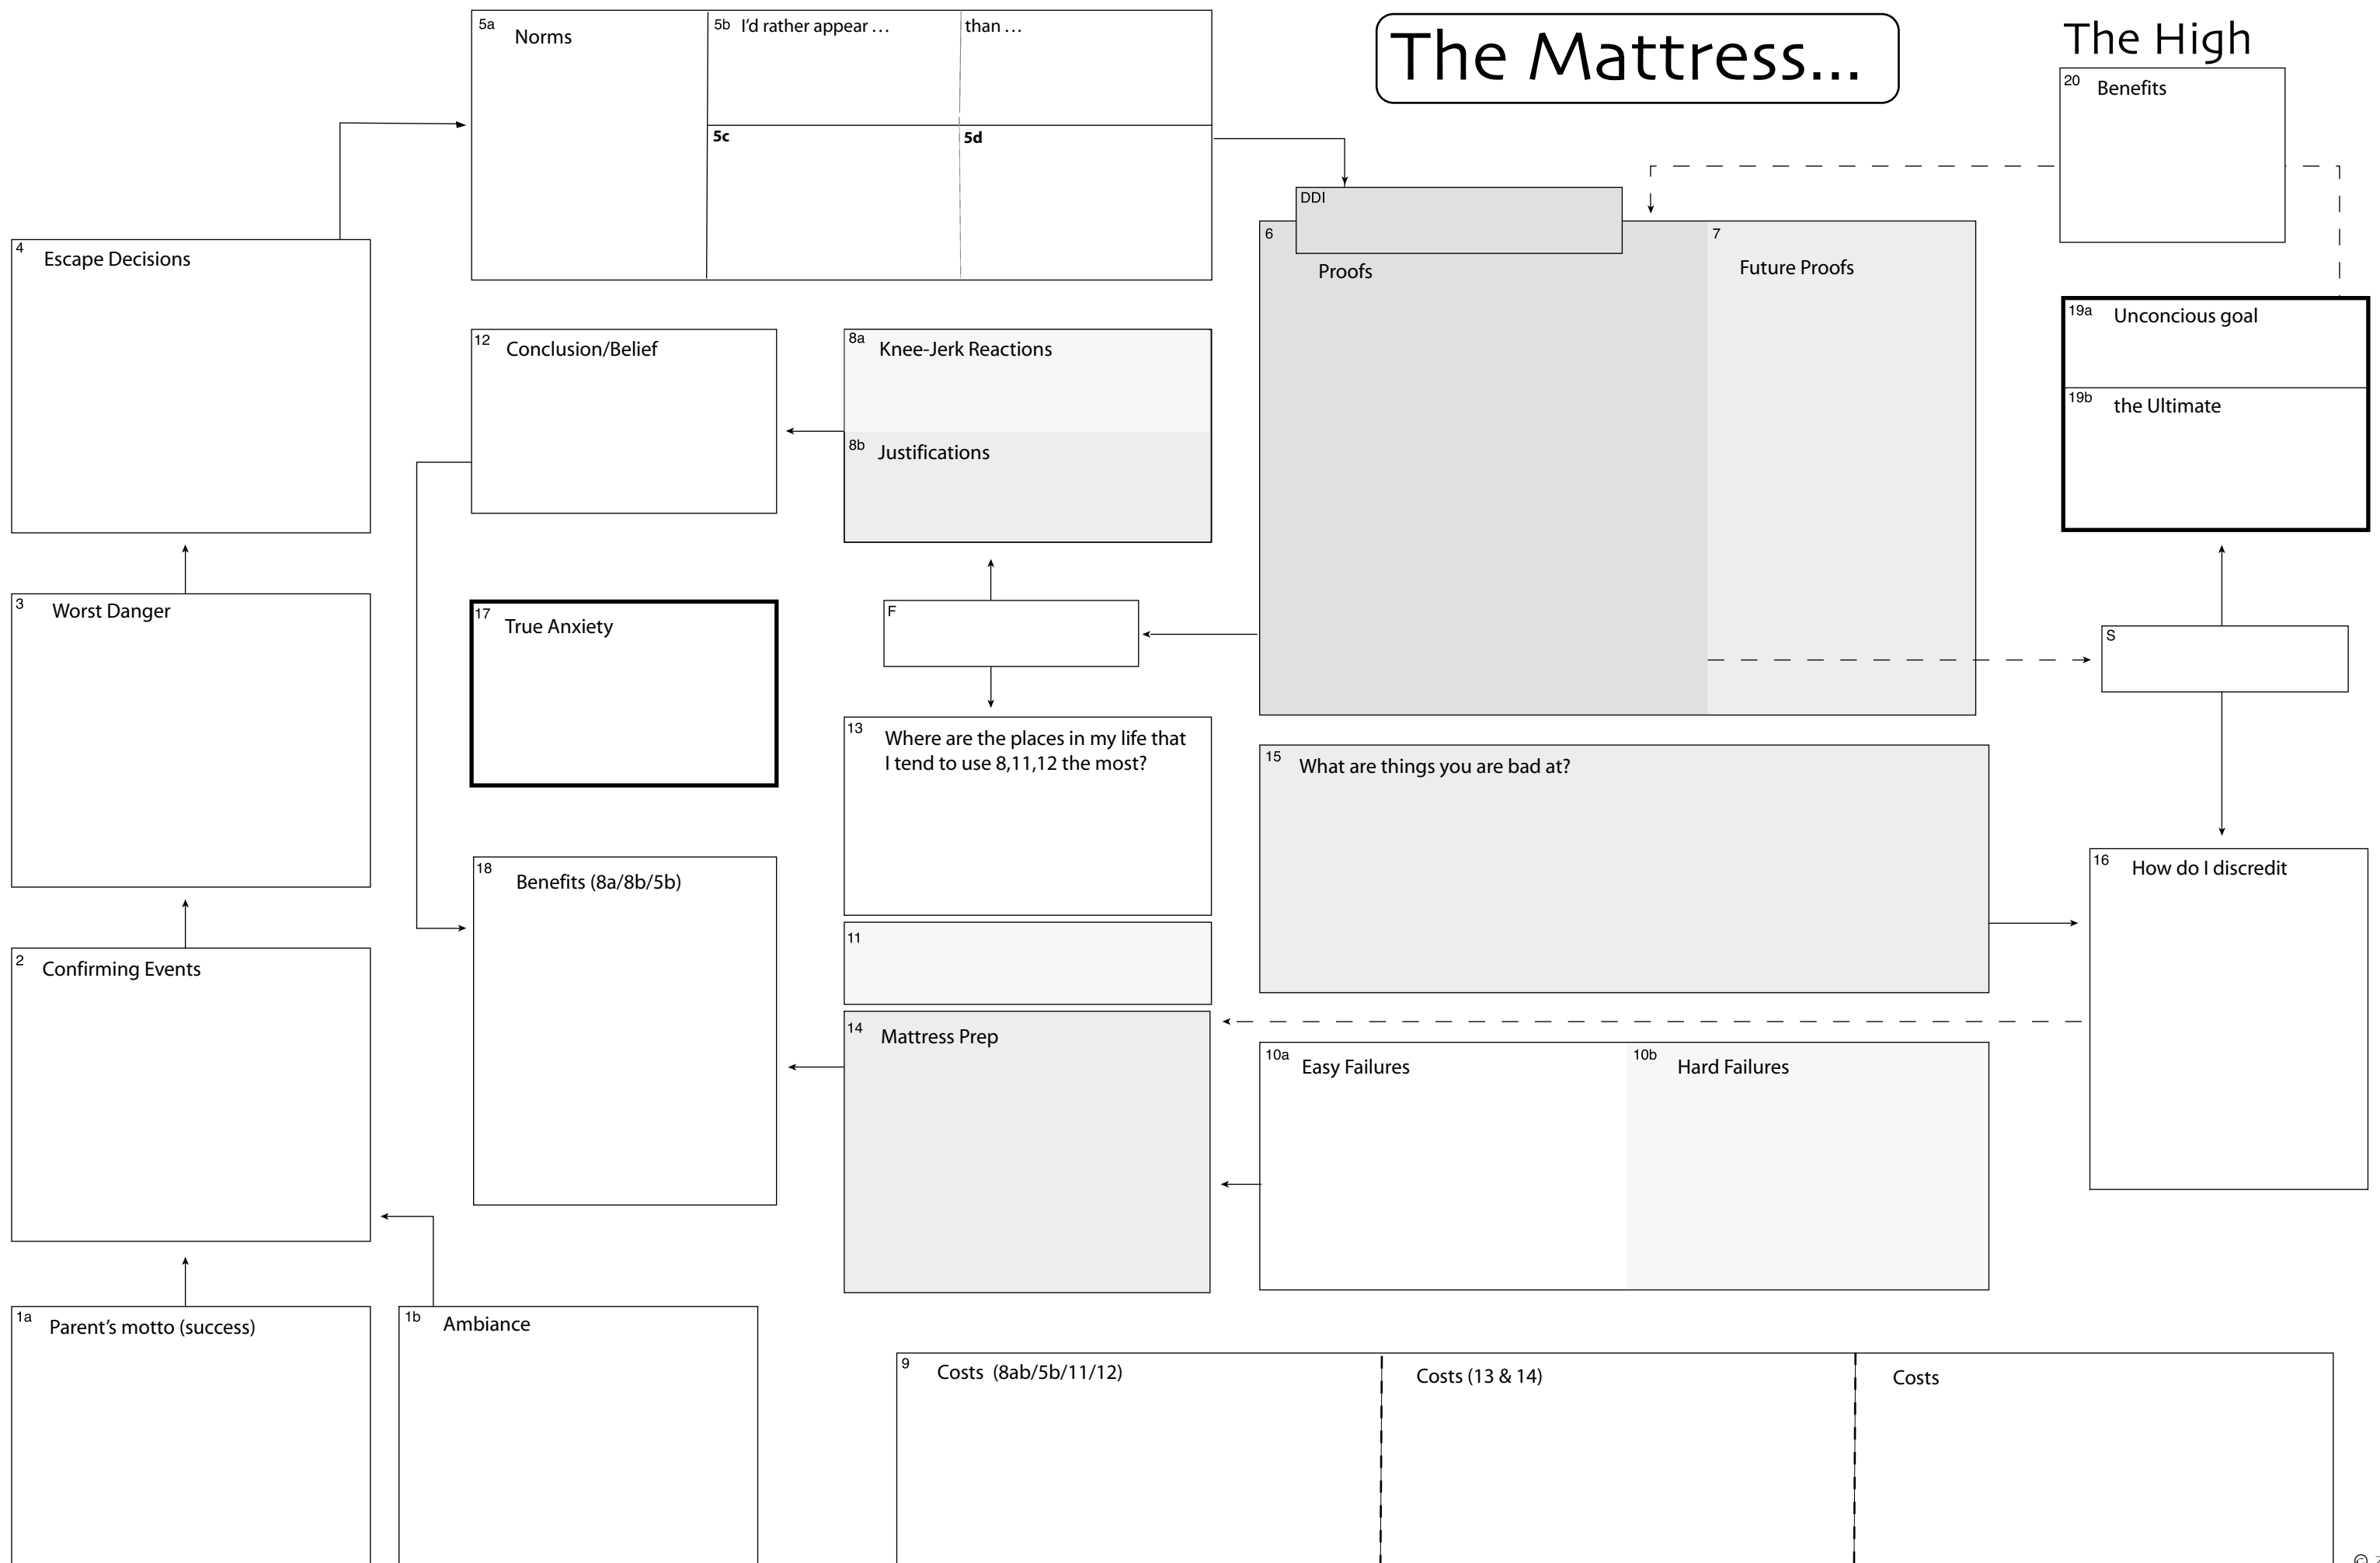 5a Norms
5b I'd rather appear … than …
5c
5d
The Mattress...
The High
20 Benefits
4 Escape Decisions
DDI
6 Proofs
7 Future Proofs
19a Unconcious goal
19b the Ultimate
12 Conclusion/Belief
8a Knee-Jerk Reactions
8b Justifications
3 Worst Danger
17 True Anxiety
F
S
13 Where are the places in my life that
I tend to use 8,11,12 the most?
15 What are things you are bad at?
18 Benefits (8a/8b/5b)
16 How do I discredit
11
2 Confirming Events
14 Mattress Prep
10a Easy Failures
10b Hard Failures
1a Parent's motto (success)
1b Ambiance
9 Costs (8ab/5b/11/12)
Costs (13 & 14)
Costs